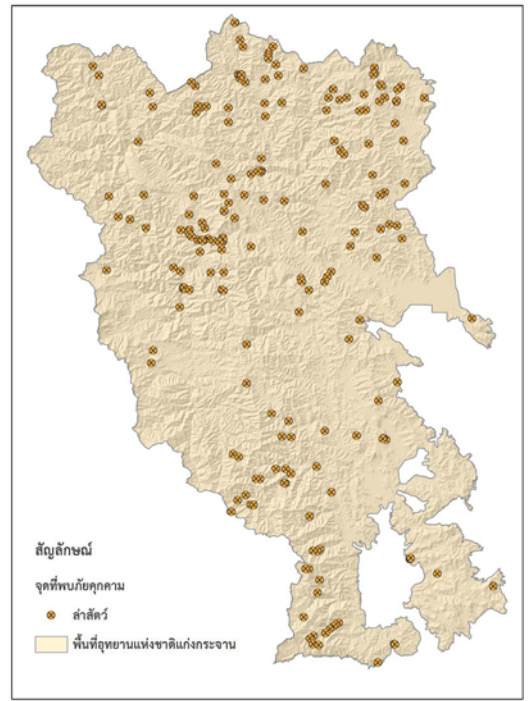 สัญลักษณ์
จุดที่พบภัยคุกคาม
ล่าสัตว์
พื้นที่อุทยานแห่งชาติแก่งกระจาน